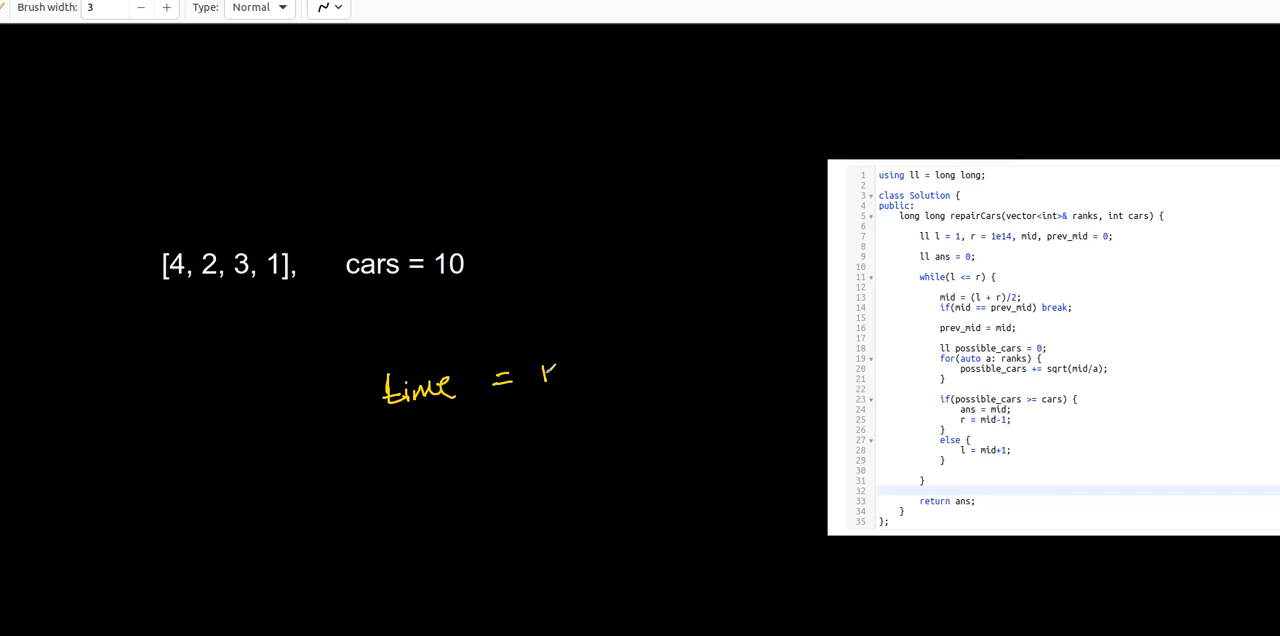 Brush width: 3 − + Type: Normal
[4, 2, 3, 1], cars = 10
time = r
1 using ll = long long;
2
3 class Solution {
4 public:
5 long long repairCars(vector<int>& ranks, int cars) {
6
7 ll l = 1, r = 1e14, mid, prev_mid = 0;
8
9 ll ans = 0;
10
11 while(l <= r) {
12
13 mid = (l + r)/2;
14 if(mid == prev_mid) break;
15
16 prev_mid = mid;
17
18 ll possible_cars = 0;
19 for(auto a: ranks) {
20 possible_cars += sqrt(mid/a);
21 }
22
23 if(possible_cars >= cars) {
24 ans = mid;
25 r = mid-1;
26 }
27 else {
28 l = mid+1;
29 }
30
31 }
32
33 return ans;
34 }
35 };